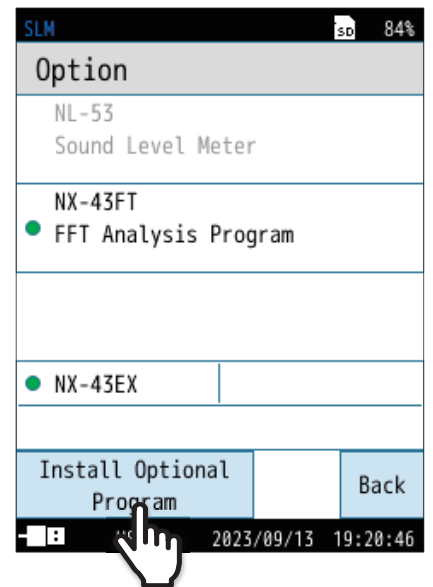 SLM SD 84%
Option
NL-53
Sound Level Meter
NX-43FT
FFT Analysis Program
NX-43EX
Install Optional
Program
Back
2023/09/13 19:20:46